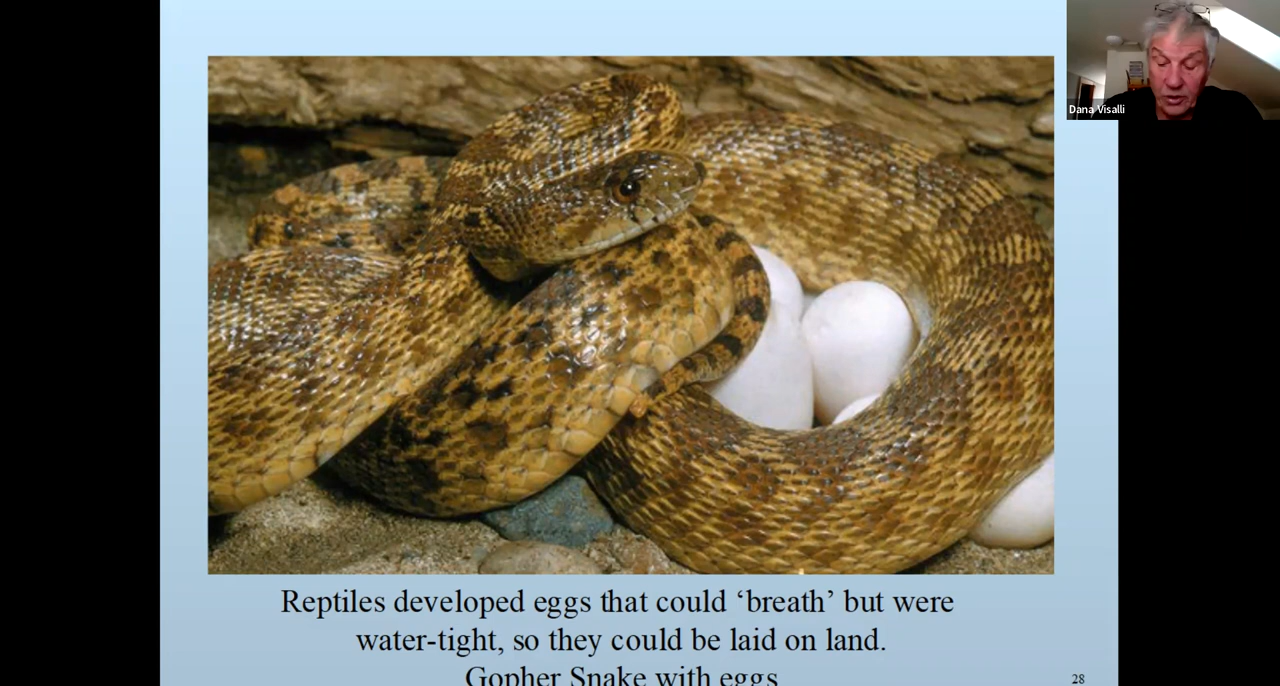 Dana Visalli
Reptiles developed eggs that could ‘breath’ but were
water-tight, so they could be laid on land.
Gopher Snake with eggs
28